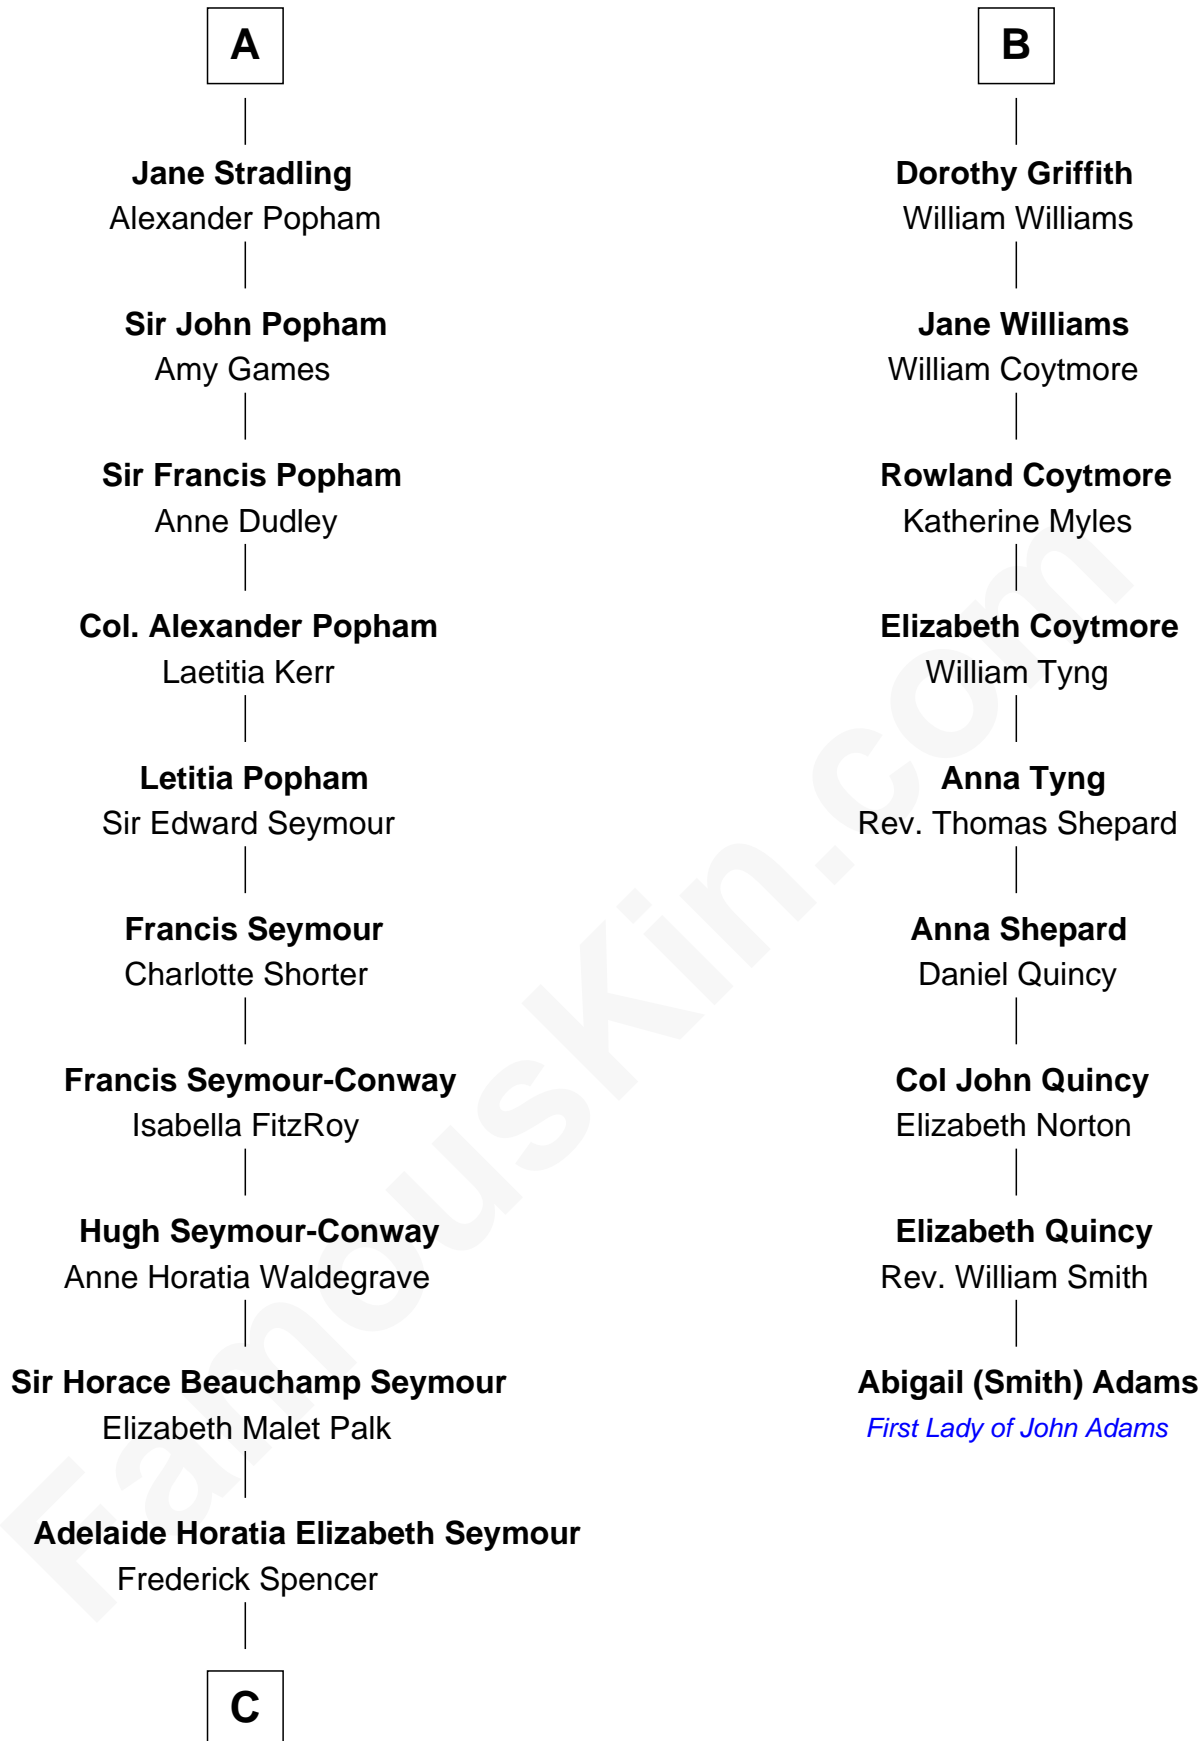 A
Jane Stradling
Alexander Popham
Sir John Popham
Amy Games
Sir Francis Popham
Anne Dudley
Col. Alexander Popham
Laetitia Kerr
Letitia Popham
Sir Edward Seymour
Francis Seymour
Charlotte Shorter
Francis Seymour-Conway
Isabella FitzRoy
Hugh Seymour-Conway
Anne Horatia Waldegrave
Sir Horace Beauchamp Seymour
Elizabeth Malet Palk
Adelaide Horatia Elizabeth Seymour
Frederick Spencer
C
B
Dorothy Griffith
William Williams
Jane Williams
William Coytmore
Rowland Coytmore
Katherine Myles
Elizabeth Coytmore
William Tyng
Anna Tyng
Rev. Thomas Shepard
Anna Shepard
Daniel Quincy
Col John Quincy
Elizabeth Norton
Elizabeth Quincy
Rev. William Smith
Abigail (Smith) Adams
First Lady of John Adams
FamousKin.com